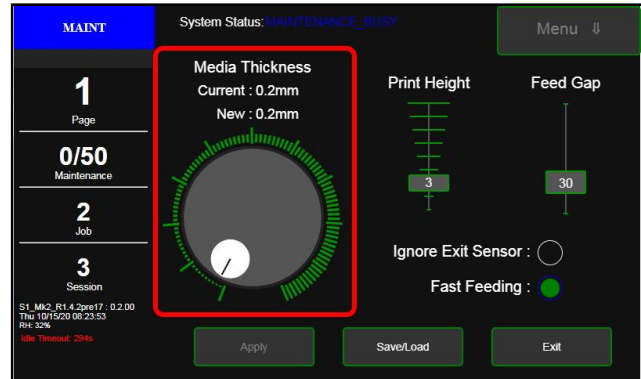 MAINT
System Status: MAINTENANCE_BUSY
Menu ⇓
1
Page
0/50
Maintenance
2
Job
3
Session
S1_Mk2_R1.4.2pre17 : 0.2.00
Thu 10/15/20 08:23:53
RH: 32%
Idle Timeout: 294s
Media Thickness
Current : 0.2mm
New : 0.2mm
Print Height
3
Feed Gap
30
Ignore Exit Sensor :
Fast Feeding :
Apply
Save/Load
Exit